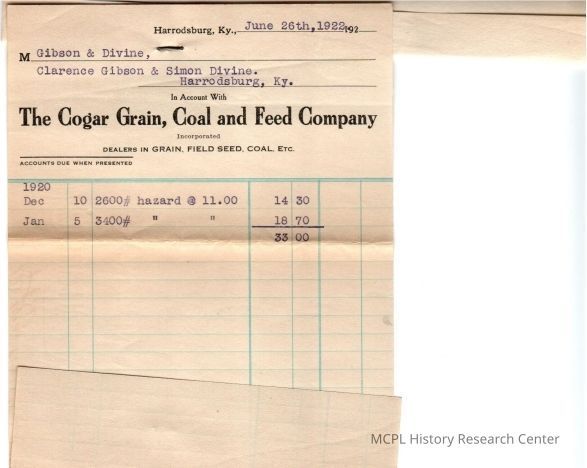 Harrodsburg, Ky., June 26th, 1922, 192
M Gibson & Divine,
Clarence Gibson & Simon Divine.
Harrodsburg, Ky.
In Account With
The Cogar Grain, Coal and Feed Company
Incorporated
DEALERS IN GRAIN, FIELD SEED, COAL, ETC.
ACCOUNTS DUE WHEN PRESENTED
1920
Dec 10 2600# hazard @ 11.00 14 30
Jan 5 3400# " " 18 70
33 00
MCPL History Research Center